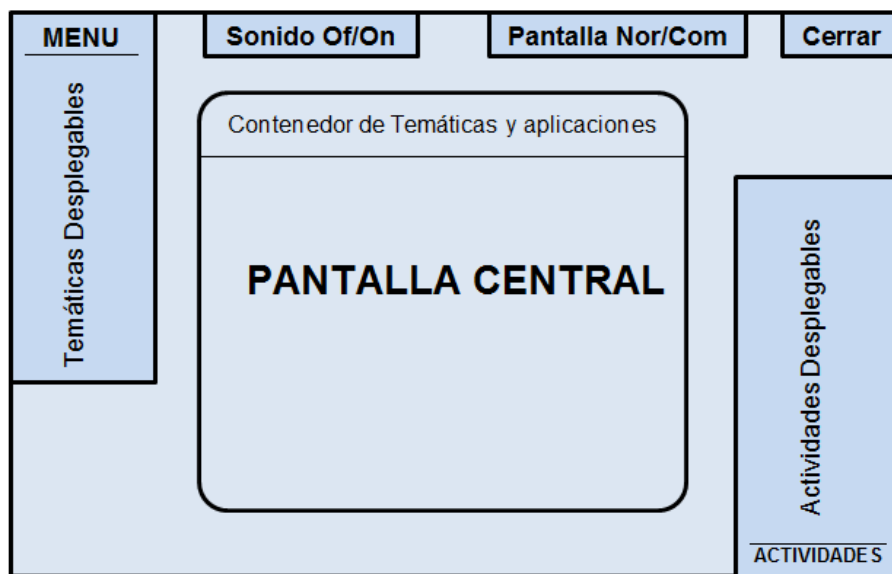 MENU
Sonido Of/On
Pantalla Nor/Com
Cerrar
Temáticas Desplegables
Contenedor de Temáticas y aplicaciones
PANTALLA CENTRAL
Actividades Desplegables
ACTIVIDADES